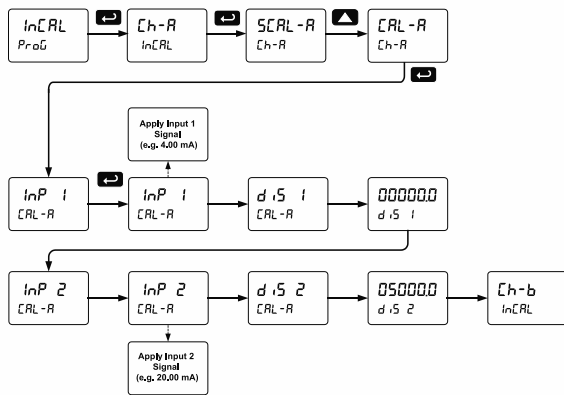 InCAL
ProG
Ch-A
InCAL
SCAL-A
Ch-A
CAL-A
Ch-A
Apply Input 1
Signal
(e.g. 4.00 mA)
InP 1
CAL-A
InP 1
CAL-A
diS 1
CAL-A
00000.0
diS 1
InP 2
CAL-A
InP 2
CAL-A
diS 2
CAL-A
05000.0
diS 2
Ch-b
InCAL
Apply Input 2
Signal
(e.g. 20.00 mA)